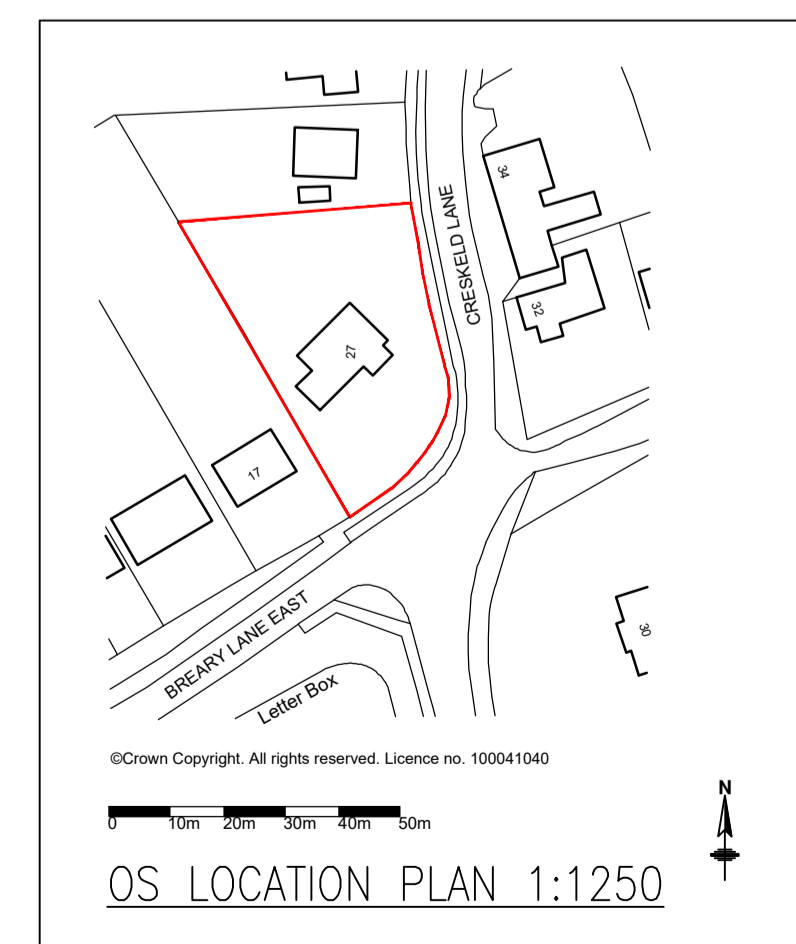 34
CRESKELD LANE
32
27
17
30
BREARY LANE EAST
Letter Box
©Crown Copyright. All rights reserved. Licence no. 100041040
N
0 10m 20m 30m 40m 50m
OS LOCATION PLAN 1:1250